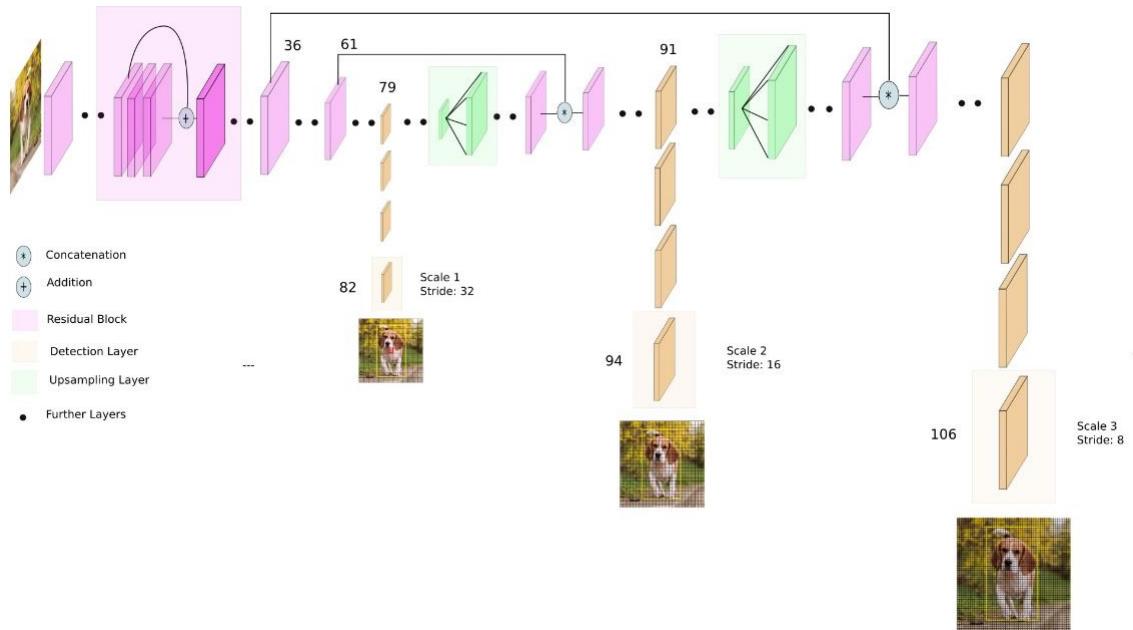 36
61
91
79
*
*
+
* Concatenation
+ Addition
Residual Block
Detection Layer
Upsampling Layer
Further Layers
---
82
Scale 1
Stride: 32
94
Scale 2
Stride: 16
106
Scale 3
Stride: 8